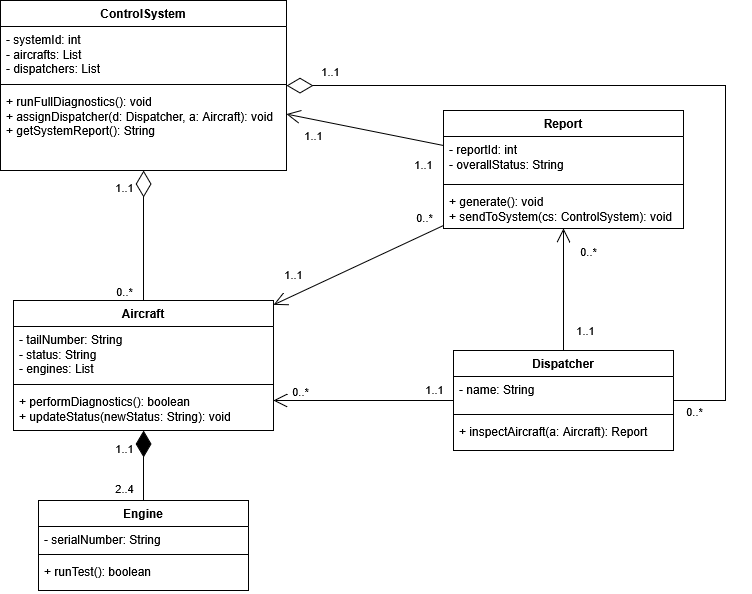 ControlSystem
- systemId: int
- aircrafts: List
- dispatchers: List
+ runFullDiagnostics(): void
+ assignDispatcher(d: Dispatcher, a: Aircraft): void
+ getSystemReport(): String
1..1
1..1
1..1
Report
- reportId: int
- overallStatus: String
+ generate(): void
+ sendToSystem(cs: ControlSystem): void
1..1
0..*
0..*
1..1
0..*
1..1
Aircraft
- tailNumber: String
- status: String
- engines: List
+ performDiagnostics(): boolean
+ updateStatus(newStatus: String): void
0..*
1..1
Dispatcher
- name: String
+ inspectAircraft(a: Aircraft): Report
0..*
1..1
2..4
Engine
- serialNumber: String
+ runTest(): boolean